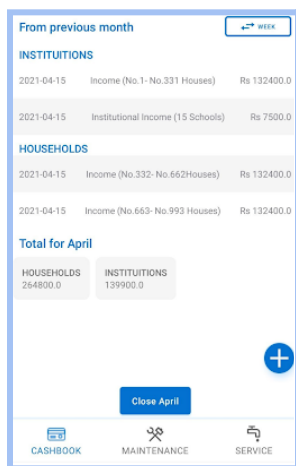 From previous month
WEEK
INSTITUITIONS
2021-04-15 Income (No.1- No.331 Houses) Rs 132400.0
2021-04-15 Institutional Income (15 Schools) Rs 7500.0
HOUSEHOLDS
2021-04-15 Income (No.332- No.662Houses) Rs 132400.0
2021-04-15 Income (No.663- No.993 Houses) Rs 132400.0
Total for April
HOUSEHOLDS INSTITUITIONS
264800.0 139900.0
Close April
CASHBOOK MAINTENANCE SERVICE